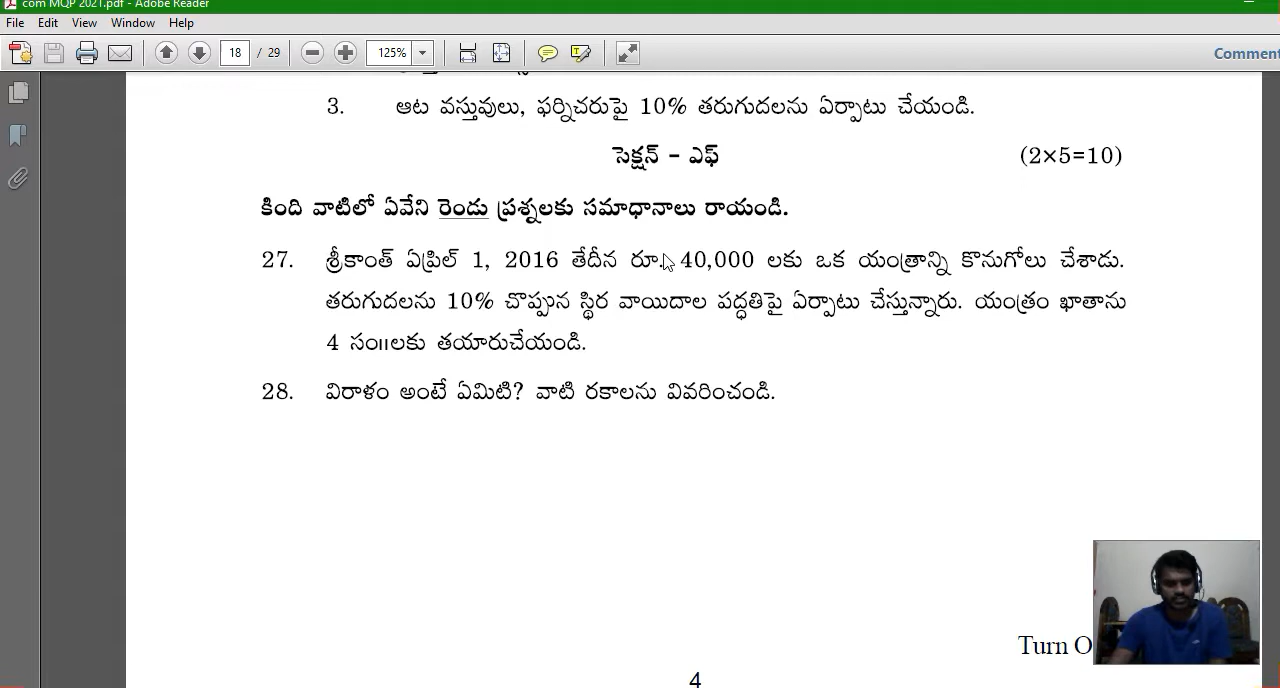 com MQP 2021.pdf - Adobe Reader
File Edit View Window Help
18 / 29 125% Comment
3. ఆట వస్తువులు, ఫర్నిచరుపై 10% తరుగుదలను ఏర్పాటు చేయండి.
సెక్షన్ - ఎఫ్ (2×5=10)
కింది వాటిలో ఏవేని రెండు ప్రశ్నలకు సమాధానాలు రాయండి.
27. శ్రీకాంత్ ఏప్రిల్ 1, 2016 తేదీన రూ. 40,000 లకు ఒక యంత్రాన్ని కొనుగోలు చేశాడు.
తరుగుదలను 10% చొప్పున స్థిర వాయిదాల పద్ధతిపై ఏర్పాటు చేస్తున్నారు. యంత్రం ఖాతాను
4 సం॥లకు తయారుచేయండి.
28. విరాళం అంటే ఏమిటి? వాటి రకాలను వివరించండి.
Turn O
4